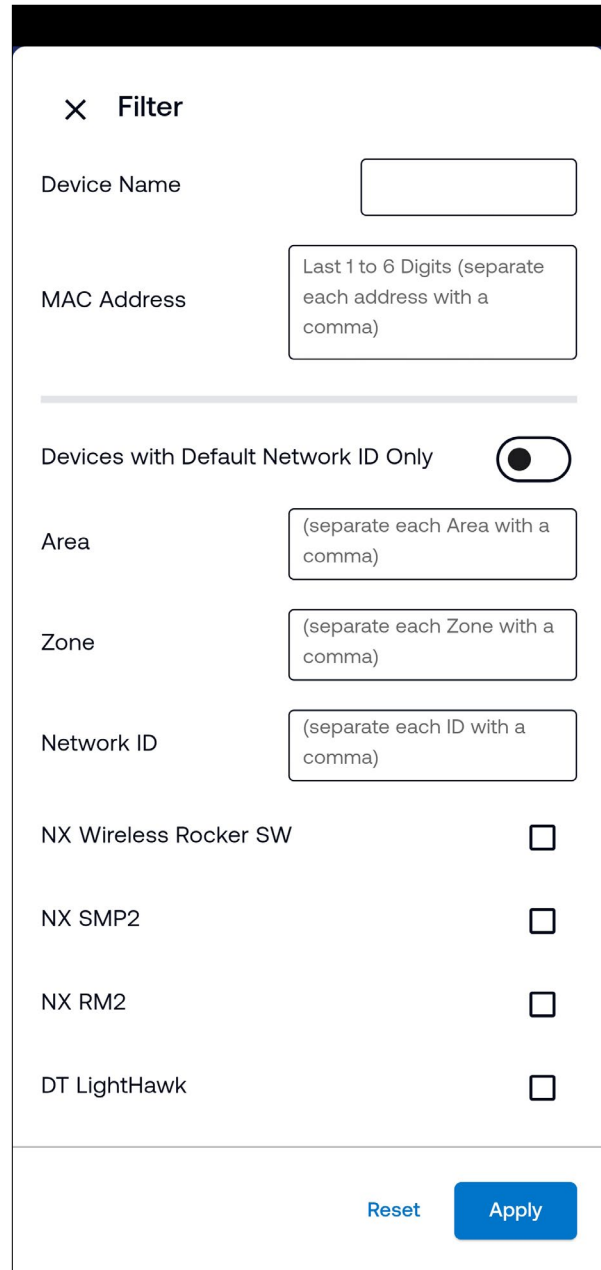 Filter
Device Name
MAC Address
Last 1 to 6 Digits (separate
each address with a
comma)
Devices with Default Network ID Only
Area
(separate each Area with a
comma)
Zone
(separate each Zone with a
comma)
Network ID
(separate each ID with a
comma)
NX Wireless Rocker SW
NX SMP2
NX RM2
DT LightHawk
Reset
Apply